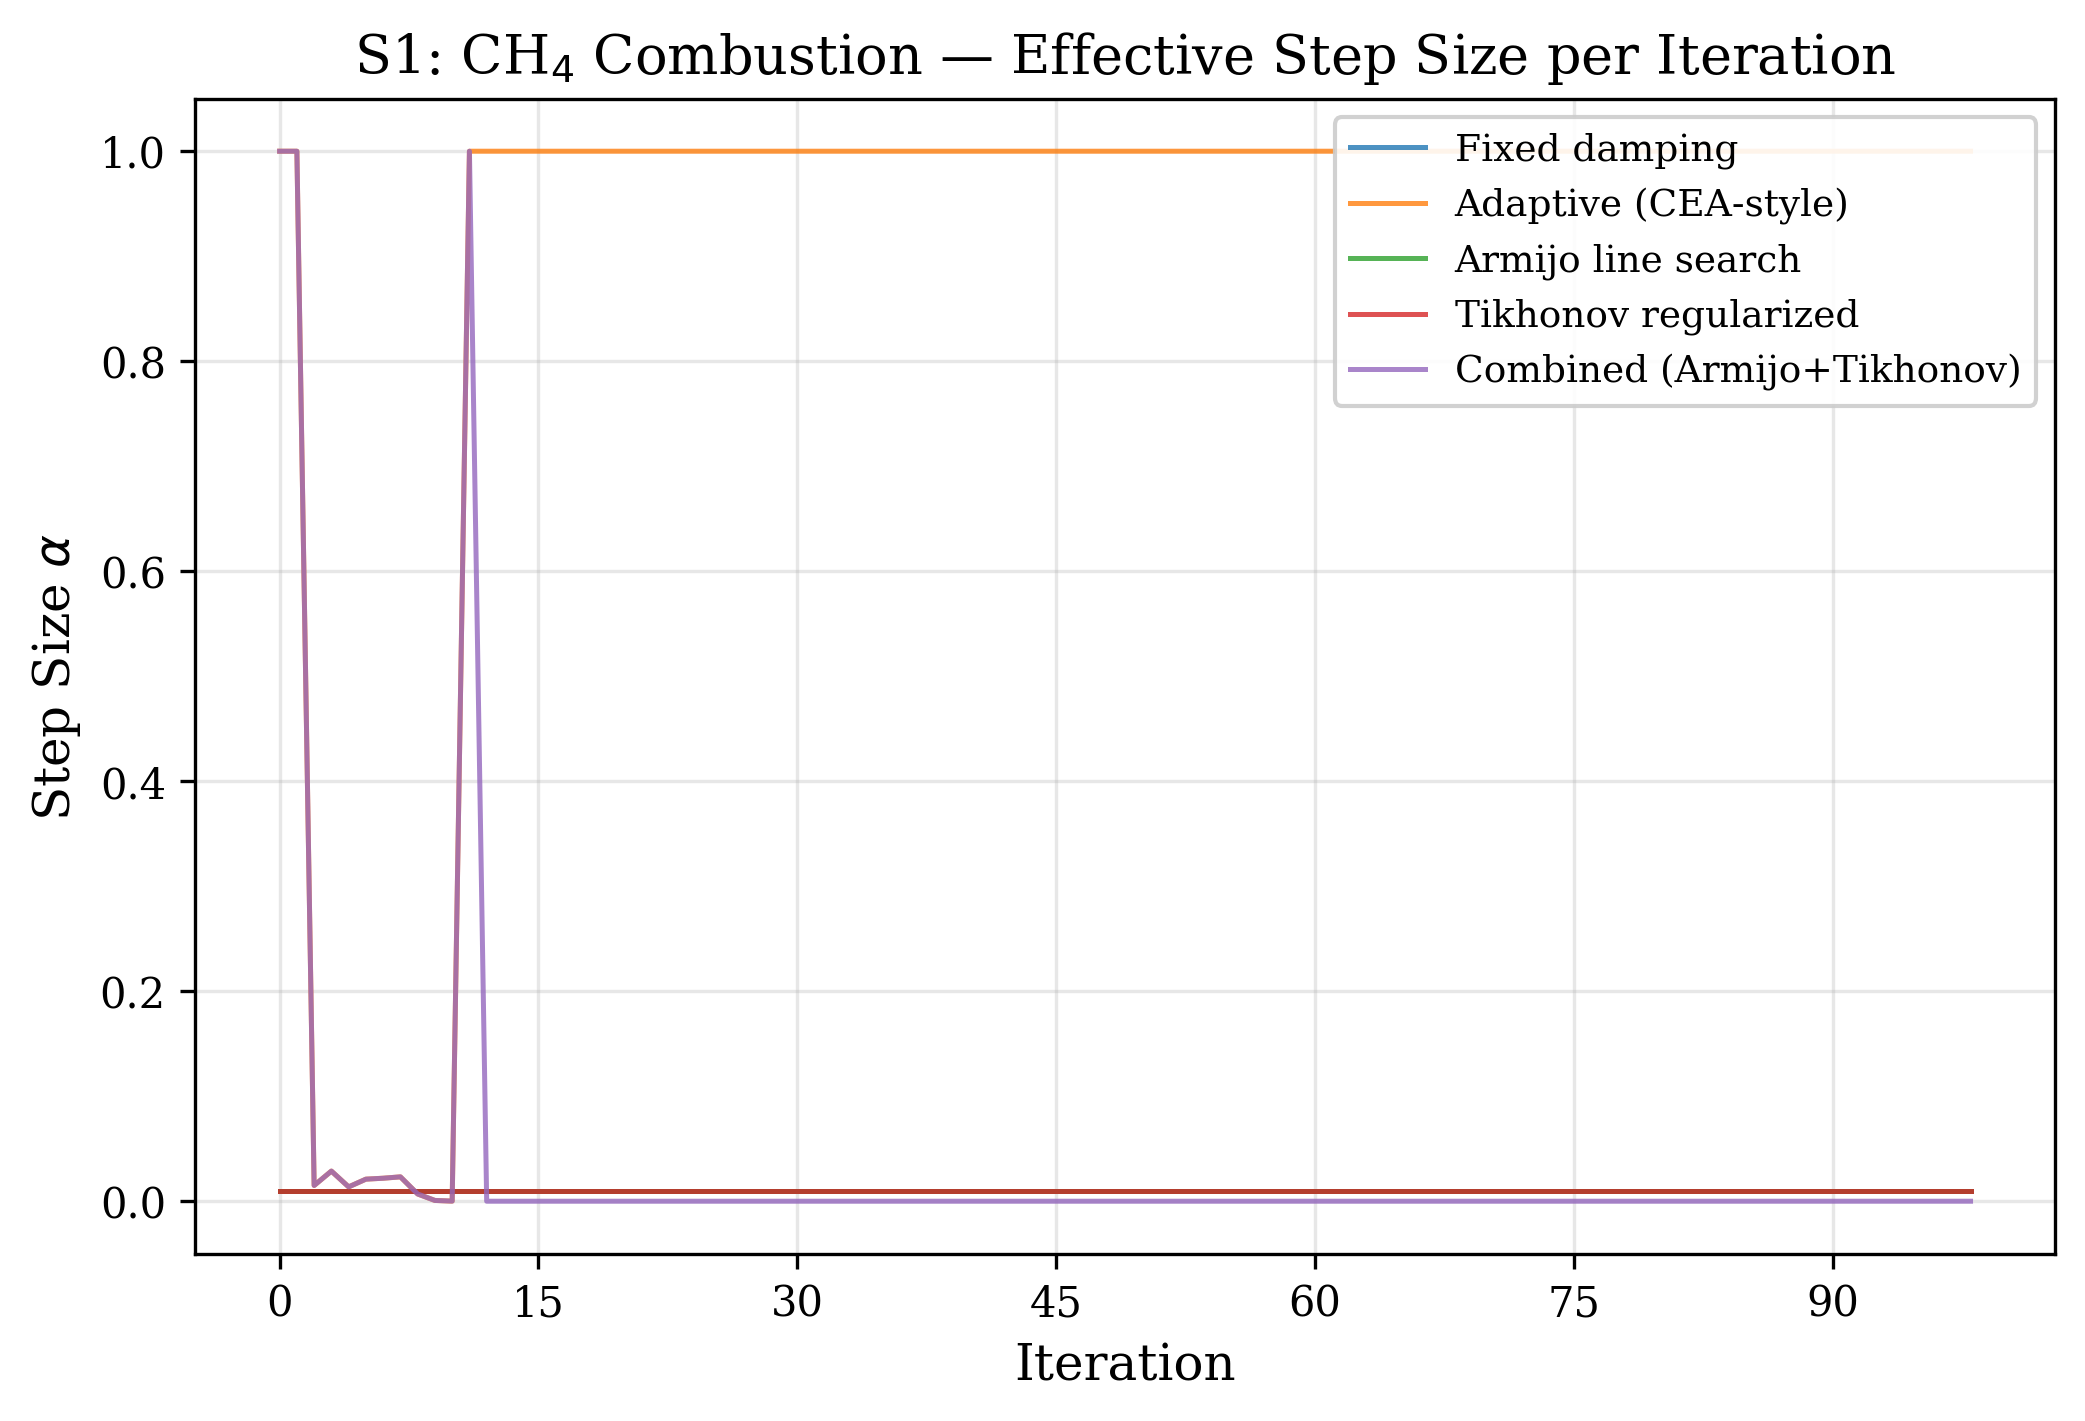 S1: CH₄ Combustion — Effective Step Size per Iteration
Step Size α
1.0
0.8
0.6
0.4
0.2
0.0
Fixed damping
Adaptive (CEA-style)
Armijo line search
Tikhonov regularized
Combined (Armijo+Tikhonov)
0 15 30 45 60 75 90
Iteration